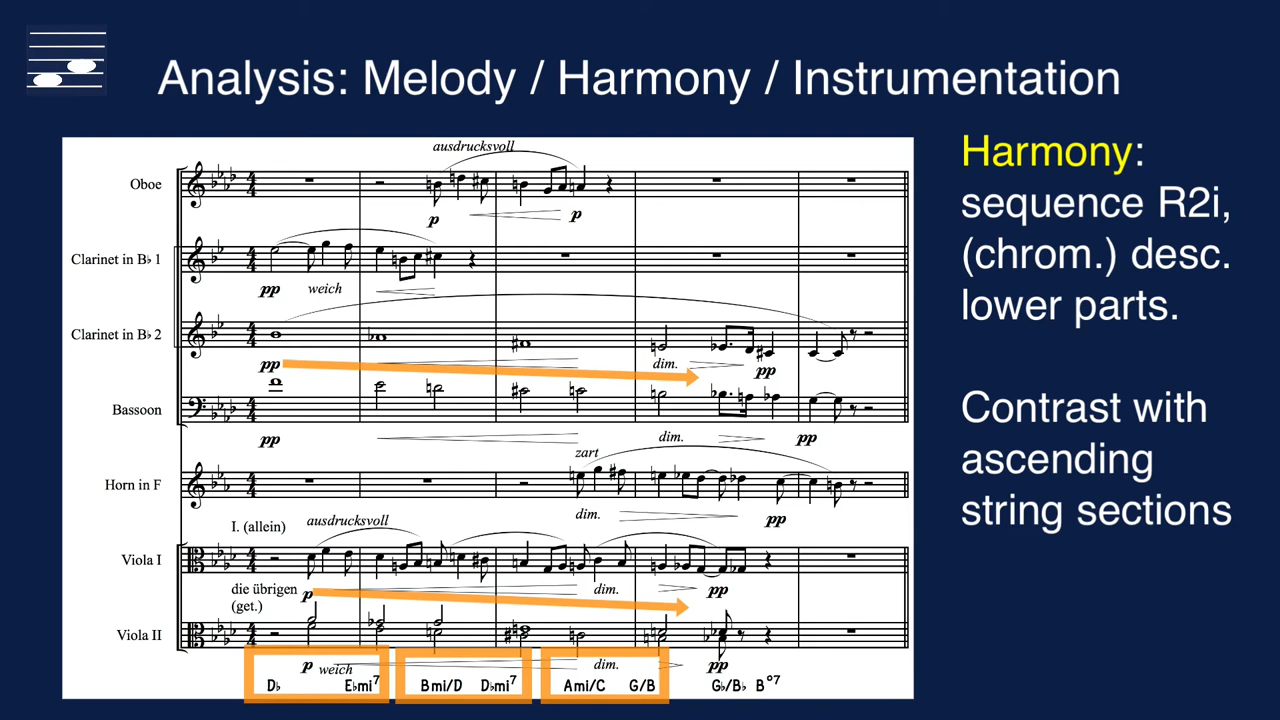 Analysis: Melody / Harmony / Instrumentation
ausdrucksvoll
Oboe
p
p
Clarinet in B♭ 1
pp
weich
Clarinet in B♭ 2
pp
dim.
pp
Bassoon
pp
dim.
pp
zart
Horn in F
dim.
pp
I. (allein)
ausdrucksvoll
Viola I
die übrigen
(get.)
p
dim.
pp
Viola II
p
weich
dim.
pp
D♭ E♭mi7 Bmi/D D♭mi7 Ami/C G/B G♭/B♭ B°7
Harmony:
sequence R2i,
(chrom.) desc.
lower parts.
Contrast with
ascending
string sections